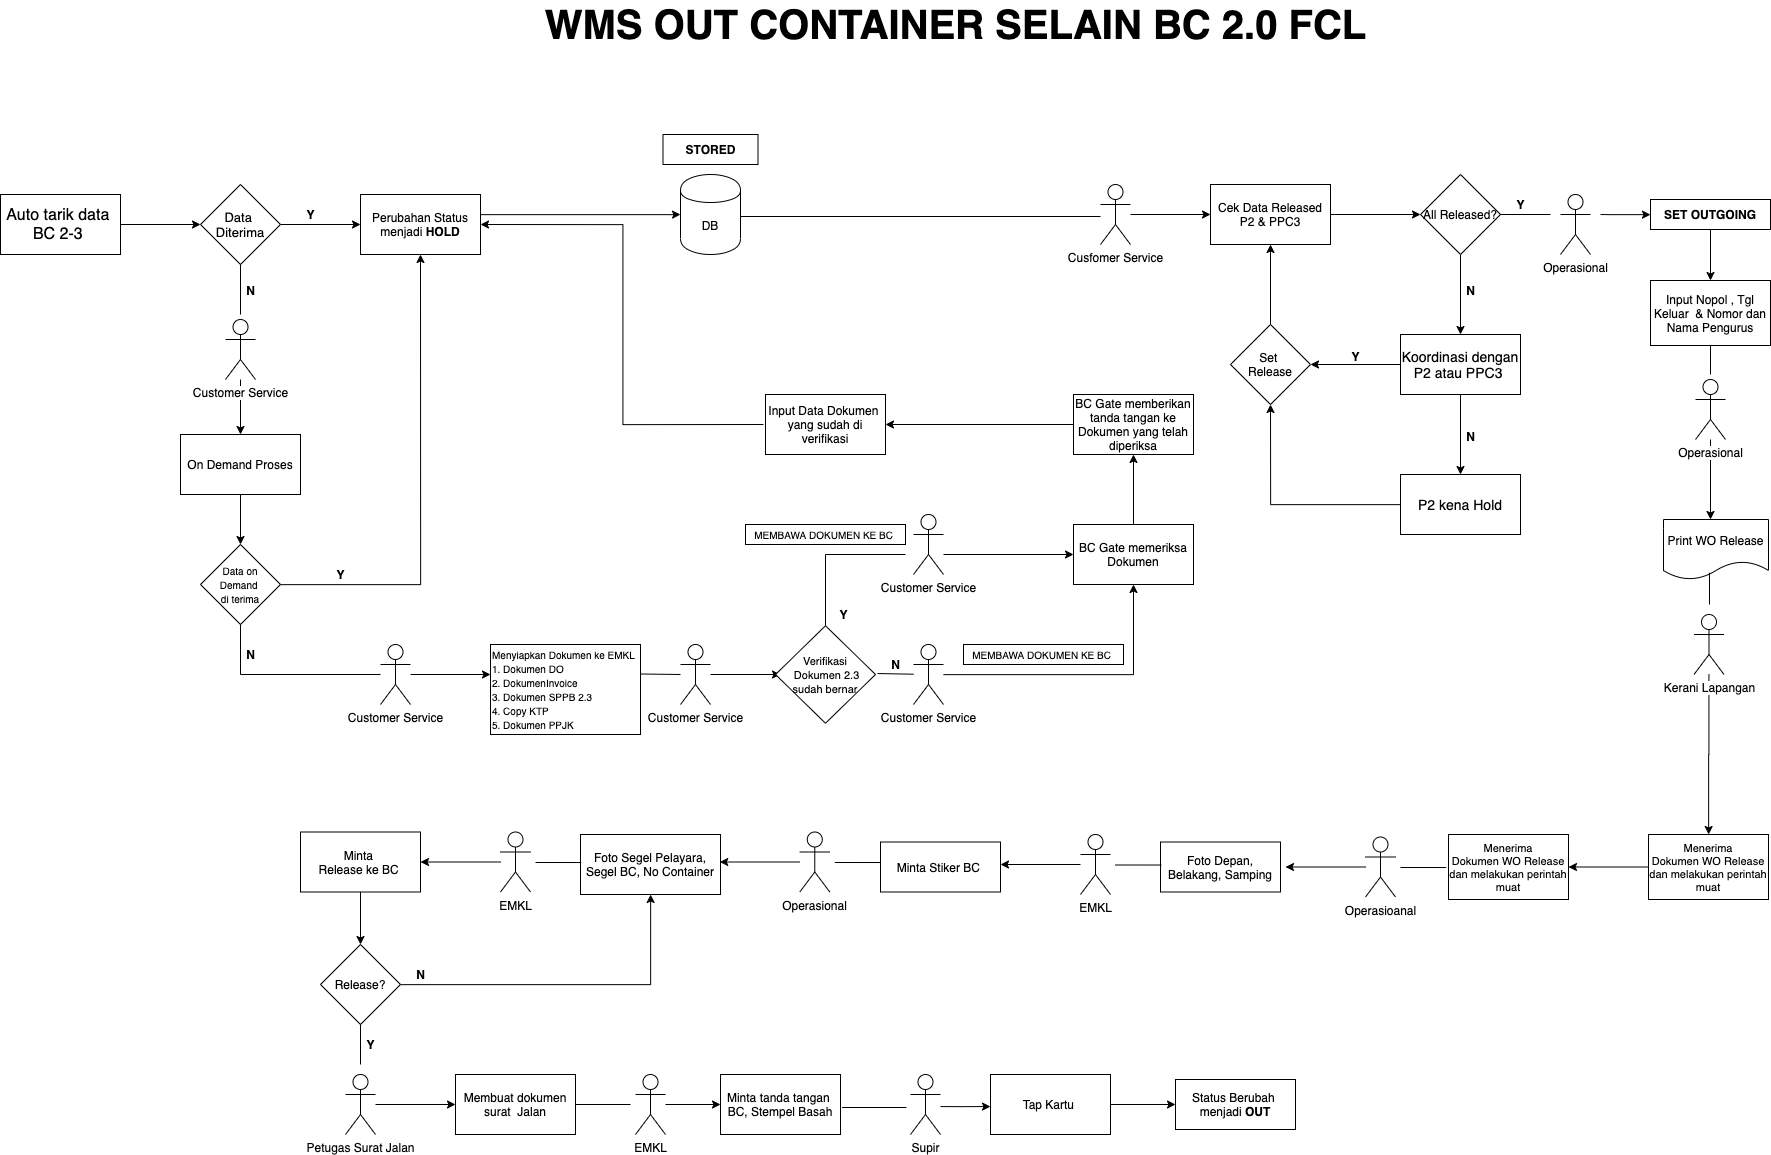 WMS OUT CONTAINER SELAIN BC 2.0 FCL
STORED
Auto tarik data
BC 2-3
Data
Diterima
Y
Perubahan Status
menjadi HOLD
DB
Cusfomer Service
Cek Data Released
P2 & PPC3
All Released?
Y
Operasional
SET OUTGOING
N
Customer Service
On Demand Proses
Data on
Demand
di terima
Y
N
Customer Service
Menyiapkan Dokumen ke EMKL
1. Dokumen DO
2. DokumenInvoice
3. Dokumen SPPB 2.3
4. Copy KTP
5. Dokumen PPJK
Customer Service
Verifikasi
Dokumen 2.3
sudah bernar
Y
MEMBAWA DOKUMEN KE BC
Customer Service
N
MEMBAWA DOKUMEN KE BC
Customer Service
BC Gate memeriksa
Dokumen
BC Gate memberikan
tanda tangan ke
Dokumen yang telah
diperiksa
Input Data Dokumen
yang sudah di
verifikasi
N
Koordinasi dengan
P2 atau PPC3
Y
Set
Release
N
P2 kena Hold
Input Nopol , Tgl
Keluar & Nomor dan
Nama Pengurus
Operasional
Print WO Release
Kerani Lapangan
Menerima
Dokumen WO Release
dan melakukan perintah
muat
Menerima
Dokumen WO Release
dan melakukan perintah
muat
Operasioanal
Foto Depan,
Belakang, Samping
EMKL
Minta Stiker BC
Operasional
Foto Segel Pelayara,
Segel BC, No Container
EMKL
Minta
Release ke BC
Release?
N
Y
Petugas Surat Jalan
Membuat dokumen
surat Jalan
EMKL
Minta tanda tangan
BC, Stempel Basah
Supir
Tap Kartu
Status Berubah
menjadi OUT